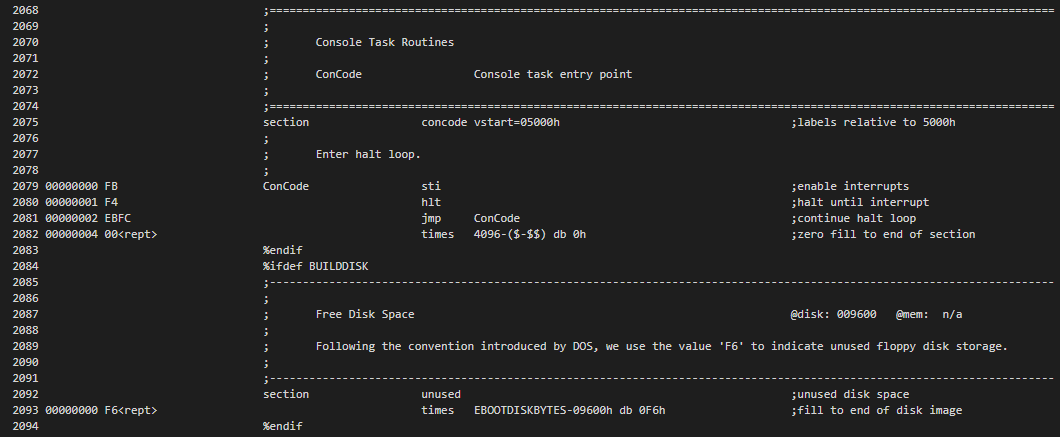 2068 ;=======================================================================================================================
2069 ;
2070 ; Console Task Routines
2071 ;
2072 ; ConCode Console task entry point
2073 ;
2074 ;=======================================================================================================================
2075 section concode vstart=05000h ;labels relative to 5000h
2076 ;
2077 ; Enter halt loop.
2078 ;
2079 00000000 FB ConCode sti ;enable interrupts
2080 00000001 F4 hlt ;halt until interrupt
2081 00000002 EBFC jmp ConCode ;continue halt loop
2082 00000004 00<rept> times 4096-($-$$) db 0h ;zero fill to end of section
2083 %endif
2084 %ifdef BUILDDISK
2085 ;-----------------------------------------------------------------------------------------------------------------------
2086 ;
2087 ; Free Disk Space @disk: 009600 @mem: n/a
2088 ;
2089 ; Following the convention introduced by DOS, we use the value 'F6' to indicate unused floppy disk storage.
2090 ;
2091 ;-----------------------------------------------------------------------------------------------------------------------
2092 section unused ;unused disk space
2093 00000000 F6<rept> times EBOOTDISKBYTES-09600h db 0F6h ;fill to end of disk image
2094 %endif